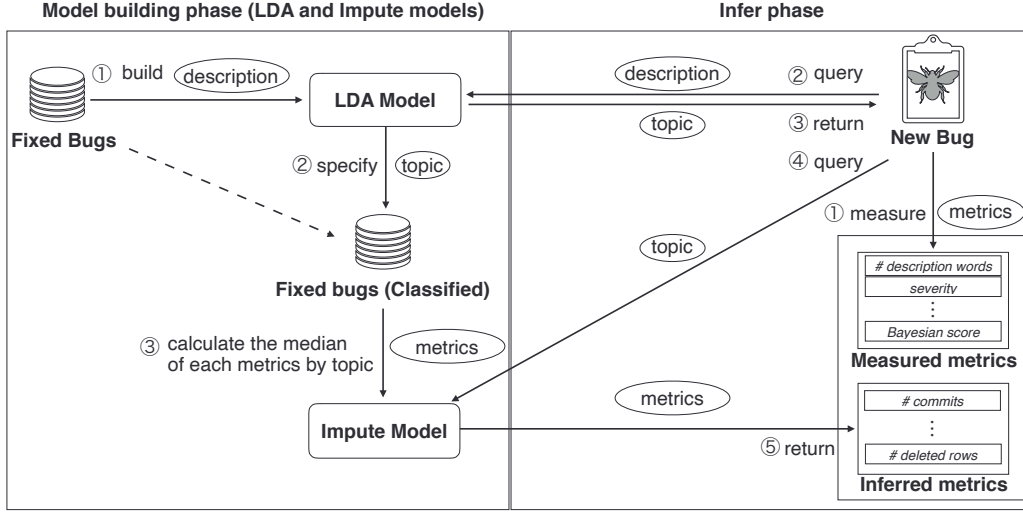 Model building phase (LDA and Impute models)
Infer phase
① build
description
LDA Model
Fixed Bugs
② specify
topic
Fixed bugs (Classified)
③ calculate the median
of each metrics by topic
metrics
Impute Model
description
② query
topic
③ return
New Bug
④ query
① measure
metrics
topic
# description words
severity
⋮
Bayesian score
Measured metrics
metrics
⑤ return
# commits
⋮
# deleted rows
Inferred metrics